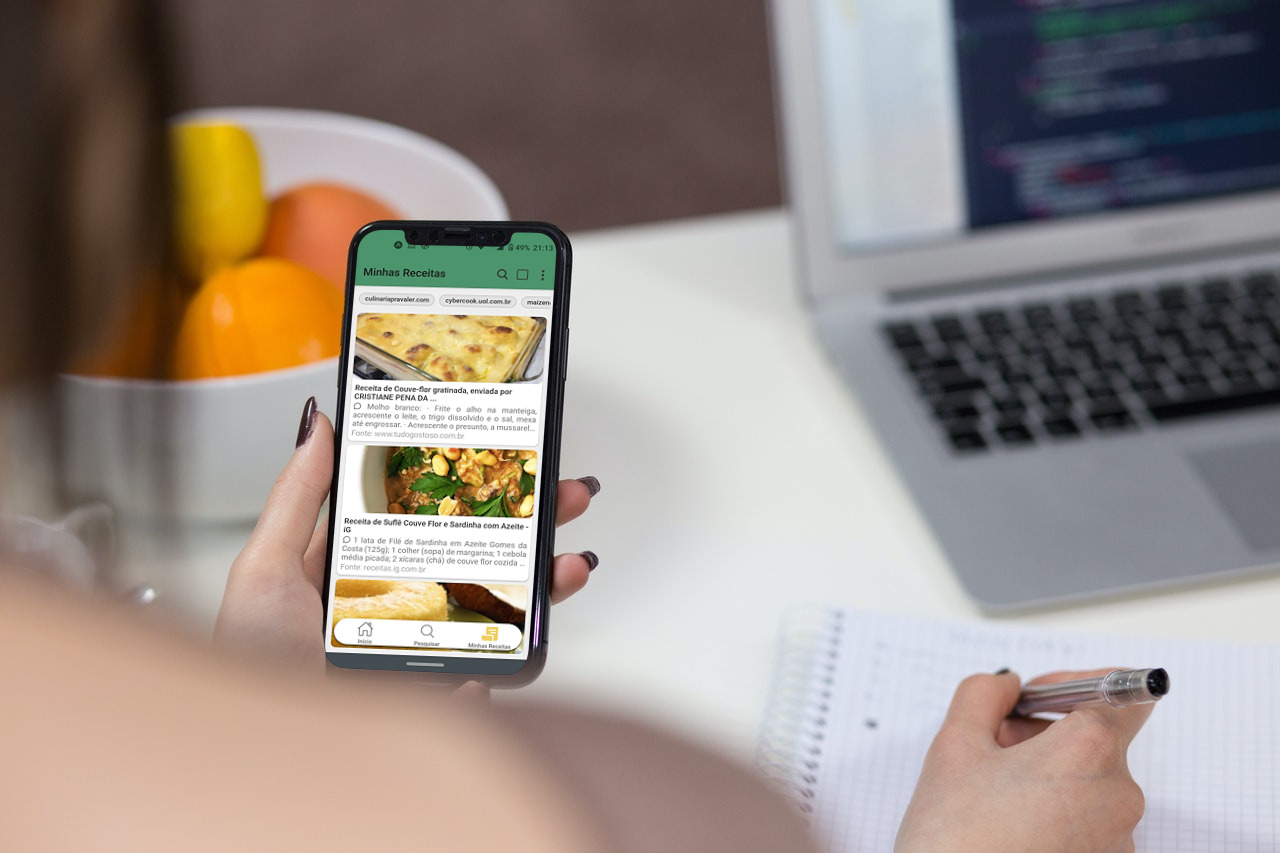 49% 21:13
Minhas Receitas
culinariapravaler.com cybercook.uol.com.br maizen
Receita de Couve-flor gratinada, enviada por
CRISTIANE PENA DA ...
Molho branco: - Frite o alho na manteiga,
acrescente o leite, o trigo dissolvido e o sal, mexa
até engrossar. - Acrescente o presunto, a mussarel...
Fonte: www.tudogostoso.com.br
Receita de Suflê Couve Flor e Sardinha com Azeite -
iG
1 lata de Filé de Sardinha em Azeite Gomes da
Costa (125g); 1 colher (sopa) de margarina; 1 cebola
média picada; 2 xícaras (chá) de couve flor cozida ...
Fonte: receitas.ig.com.br
Início Pesquisar Minhas Receitas